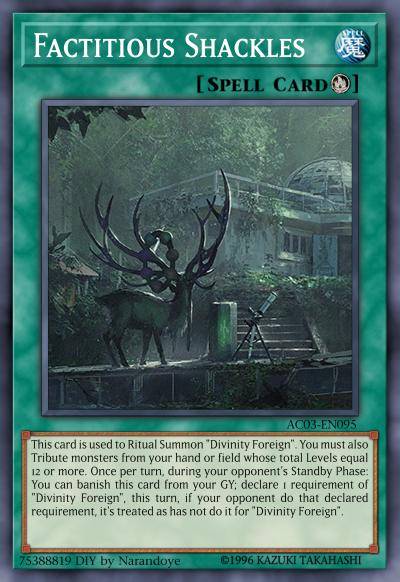 FACTITIOUS SHACKLES
SPELL
魔
[SPELL CARD]
AC03-EN095
This card is used to Ritual Summon "Divinity Foreign". You must also
Tribute monsters from your hand or field whose total Levels equal
12 or more. Once per turn, during your opponent's Standby Phase:
You can banish this card from your GY; declare 1 requirement of
"Divinity Foreign", this turn, if your opponent do that declared
requirement, it's treated as has not do it for "Divinity Foreign".
75388819 DIY by Narandoye
©1996 KAZUKI TAKAHASHI